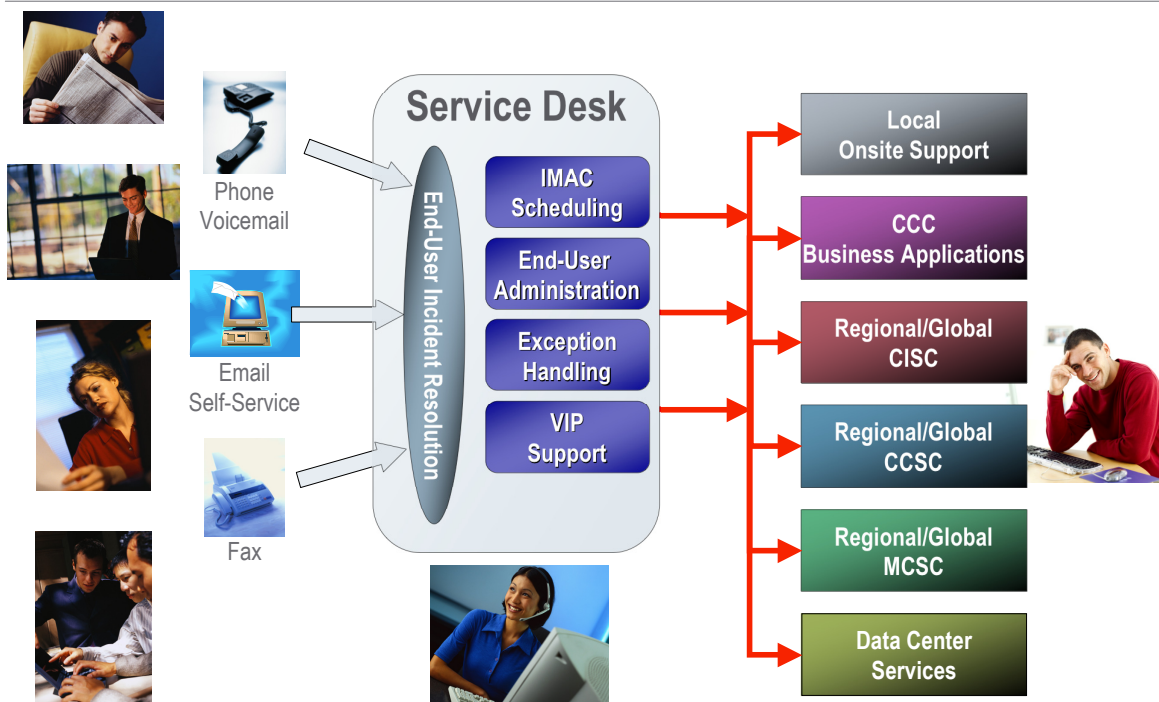 Service Desk
Phone
Voicemail
Email
Self-Service
Fax
End-User Incident Resolution
IMAC
Scheduling
End-User
Administration
Exception
Handling
VIP
Support
Local
Onsite Support
CCC
Business Applications
Regional/Global
CISC
Regional/Global
CCSC
Regional/Global
MCSC
Data Center
Services